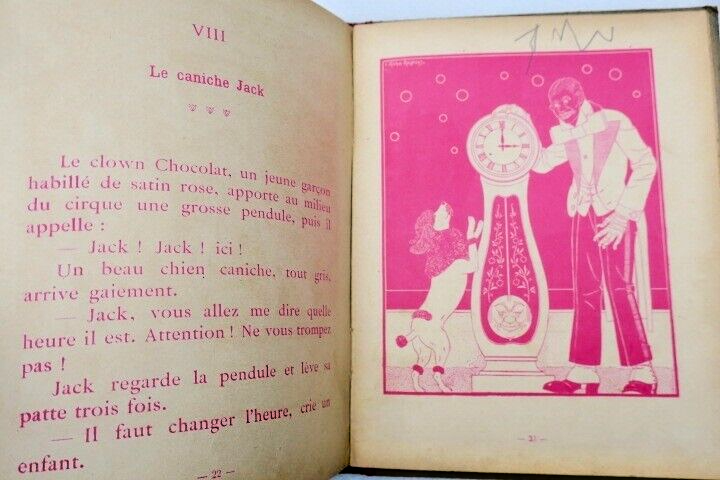 VIII
Le caniche Jack
Le clown Chocolat, un jeune garçon
habillé de satin rose, apporte au milieu
du cirque une grosse pendule, puis il
appelle :
— Jack ! Jack ! ici !
Un beau chien caniche, tout gris,
arrive gaiement.
— Jack, vous allez me dire quelle
heure il est. Attention ! Ne vous trompez
pas !
Jack regarde la pendule et lève sa
patte trois fois.
— Il faut changer l'heure, crie un
enfant.
— 22 —
— 23 —